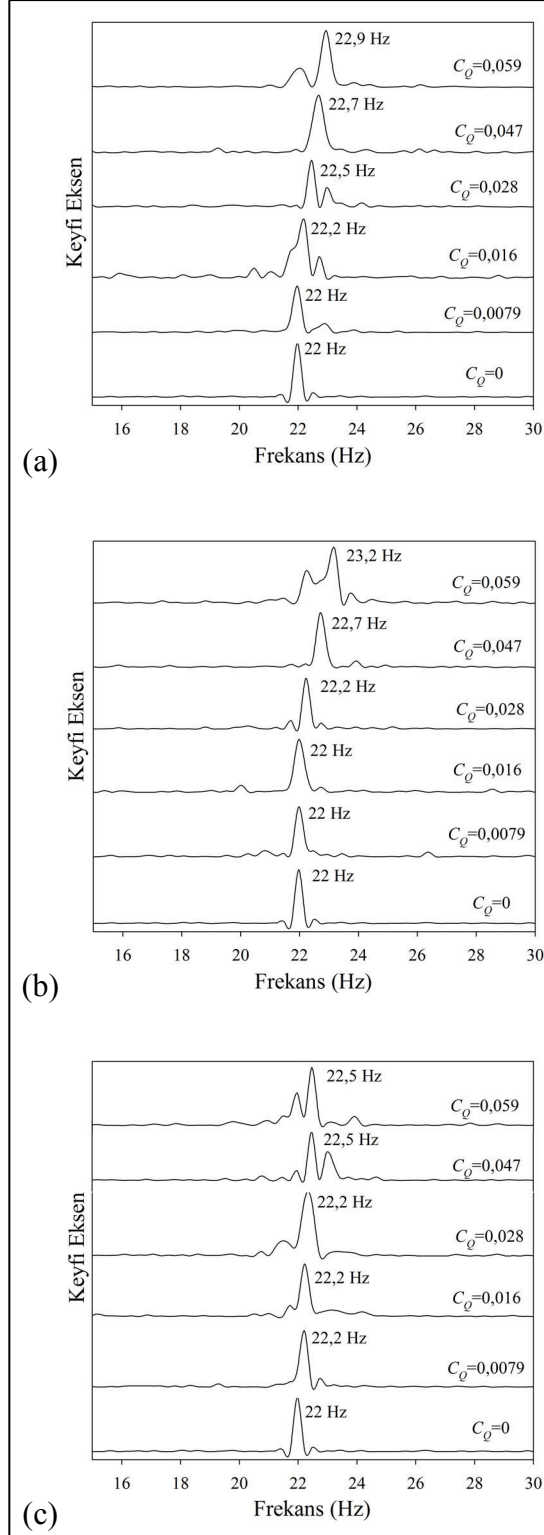 22,9 Hz
C_Q=0,059
22,7 Hz
C_Q=0,047
22,5 Hz
C_Q=0,028
22,2 Hz
C_Q=0,016
22 Hz
C_Q=0,0079
22 Hz
C_Q=0
Keyfi Eksen
16 18 20 22 24 26 28 30
Frekans (Hz)
(a)
23,2 Hz
C_Q=0,059
22,7 Hz
C_Q=0,047
22,2 Hz
C_Q=0,028
22 Hz
C_Q=0,016
22 Hz
C_Q=0,0079
22 Hz
C_Q=0
Keyfi Eksen
16 18 20 22 24 26 28 30
Frekans (Hz)
(b)
22,5 Hz
C_Q=0,059
22,5 Hz
C_Q=0,047
22,2 Hz
C_Q=0,028
22,2 Hz
C_Q=0,016
22,2 Hz
C_Q=0,0079
22 Hz
C_Q=0
Keyfi Eksen
16 18 20 22 24 26 28 30
Frekans (Hz)
(c)